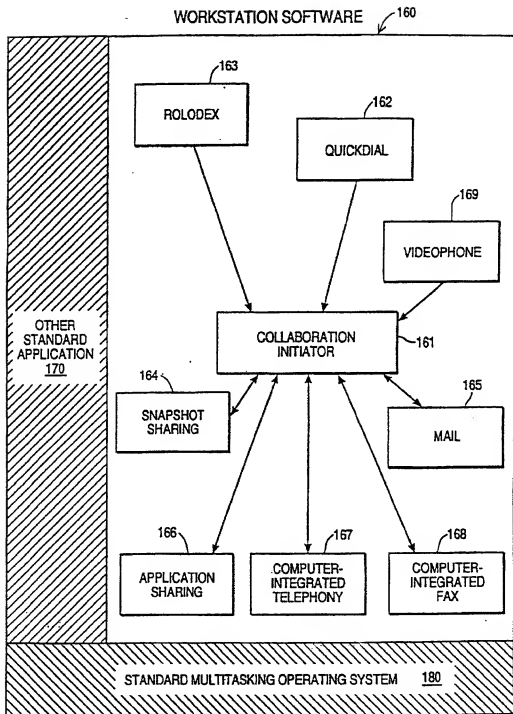 WORKSTATION SOFTWARE
160
163
ROLODEX
162
QUICKDIAL
169
VIDEOPHONE
OTHER
STANDARD
APPLICATION
170
COLLABORATION
INITIATOR
161
164
SNAPSHOT
SHARING
165
MAIL
166
APPLICATION
SHARING
167
COMPUTER-
INTEGRATED
TELEPHONY
168
COMPUTER-
INTEGRATED
FAX
STANDARD MULTITASKING OPERATING SYSTEM 180